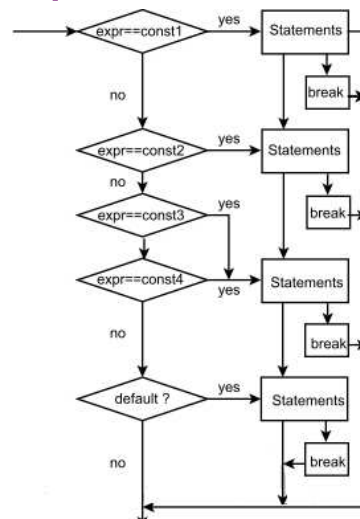 expr==const1
yes
Statements
break
no
expr==const2
yes
Statements
no
break
expr==const3
yes
expr==const4
yes
Statements
no
break
default ?
yes
Statements
no
break